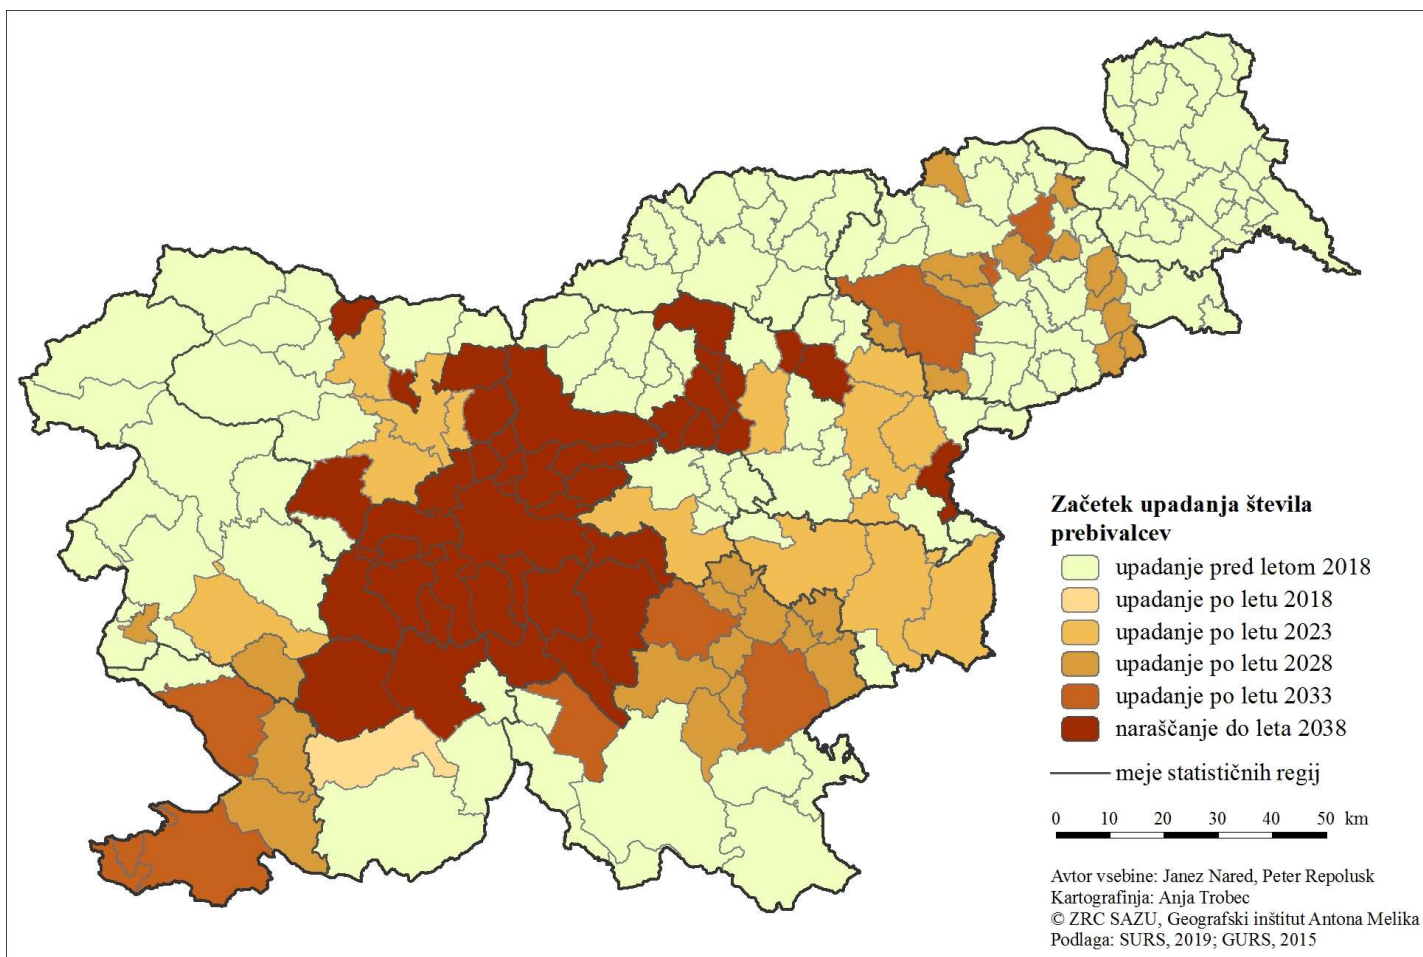 Začetek upadanja števila
prebivalcev
upadanje pred letom 2018
upadanje po letu 2018
upadanje po letu 2023
upadanje po letu 2028
upadanje po letu 2033
naraščanje do leta 2038
meje statističnih regij
0 10 20 30 40 50 km
Avtor vsebine: Janez Nared, Peter Repolusk
Kartografinja: Anja Trobec
© ZRC SAZU, Geografski inštitut Antona Melika
Podlaga: SURS, 2019; GURS, 2015